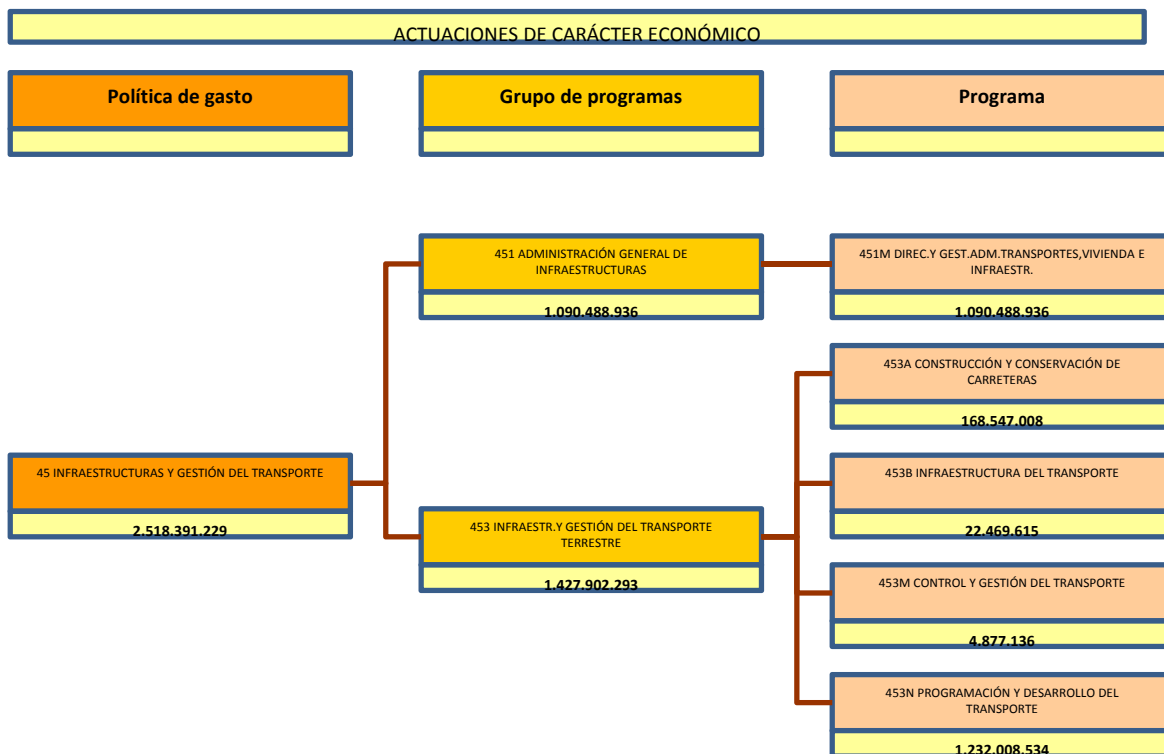 ACTUACIONES DE CARÁCTER ECONÓMICO
Política de gasto
Grupo de programas
Programa
451 ADMINISTRACIÓN GENERAL DE
INFRAESTRUCTURAS
1.090.488.936
451M DIREC.Y GEST.ADM.TRANSPORTES,VIVIENDA E
INFRAESTR.
1.090.488.936
453A CONSTRUCCIÓN Y CONSERVACIÓN DE
CARRETERAS
168.547.008
45 INFRAESTRUCTURAS Y GESTIÓN DEL TRANSPORTE
2.518.391.229
453B INFRAESTRUCTURA DEL TRANSPORTE
22.469.615
453 INFRAESTR.Y GESTIÓN DEL TRANSPORTE
TERRESTRE
1.427.902.293
453M CONTROL Y GESTIÓN DEL TRANSPORTE
4.877.136
453N PROGRAMACIÓN Y DESARROLLO DEL
TRANSPORTE
1.232.008.534